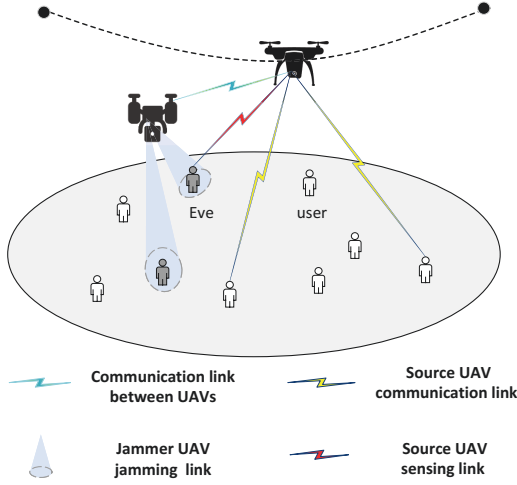 Eve
user
Communication link
between UAVs
Source UAV
communication link
Jammer UAV
jamming link
Source UAV
sensing link